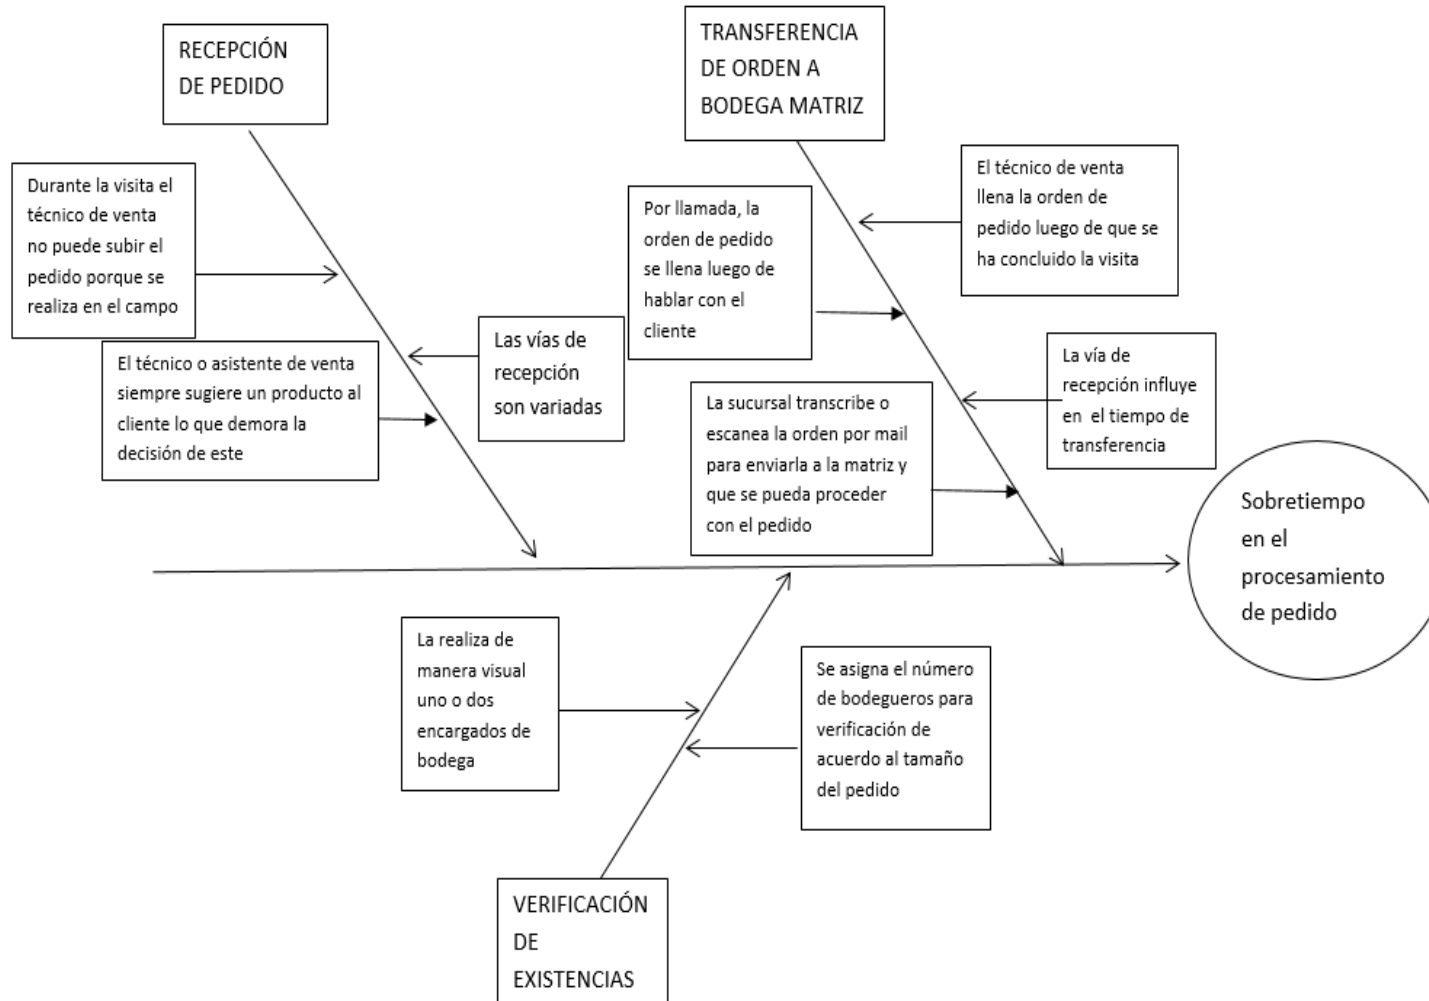 RECEPCIÓN
DE PEDIDO
TRANSFERENCIA
DE ORDEN A
BODEGA MATRIZ
Durante la visita el
técnico de venta
no puede subir el
pedido porque se
realiza en el campo
El técnico o asistente de venta
siempre sugiere un producto al
cliente lo que demora la
decisión de este
Las vías de
recepción
son variadas
Por llamada, la
orden de pedido
se llena luego de
hablar con el
cliente
El técnico de venta
llena la orden de
pedido luego de que se
ha concluido la visita
La sucursal transcribe o
escanea la orden por mail
para enviarla a la matriz y
que se pueda proceder
con el pedido
La vía de
recepción influye
en el tiempo de
transferencia
Sobretiempo
en el
procesamiento
de pedido
La realiza de
manera visual
uno o dos
encargados de
bodega
Se asigna el número
de bodegueros para
verificación de
acuerdo al tamaño
del pedido
VERIFICACIÓN
DE
EXISTENCIAS